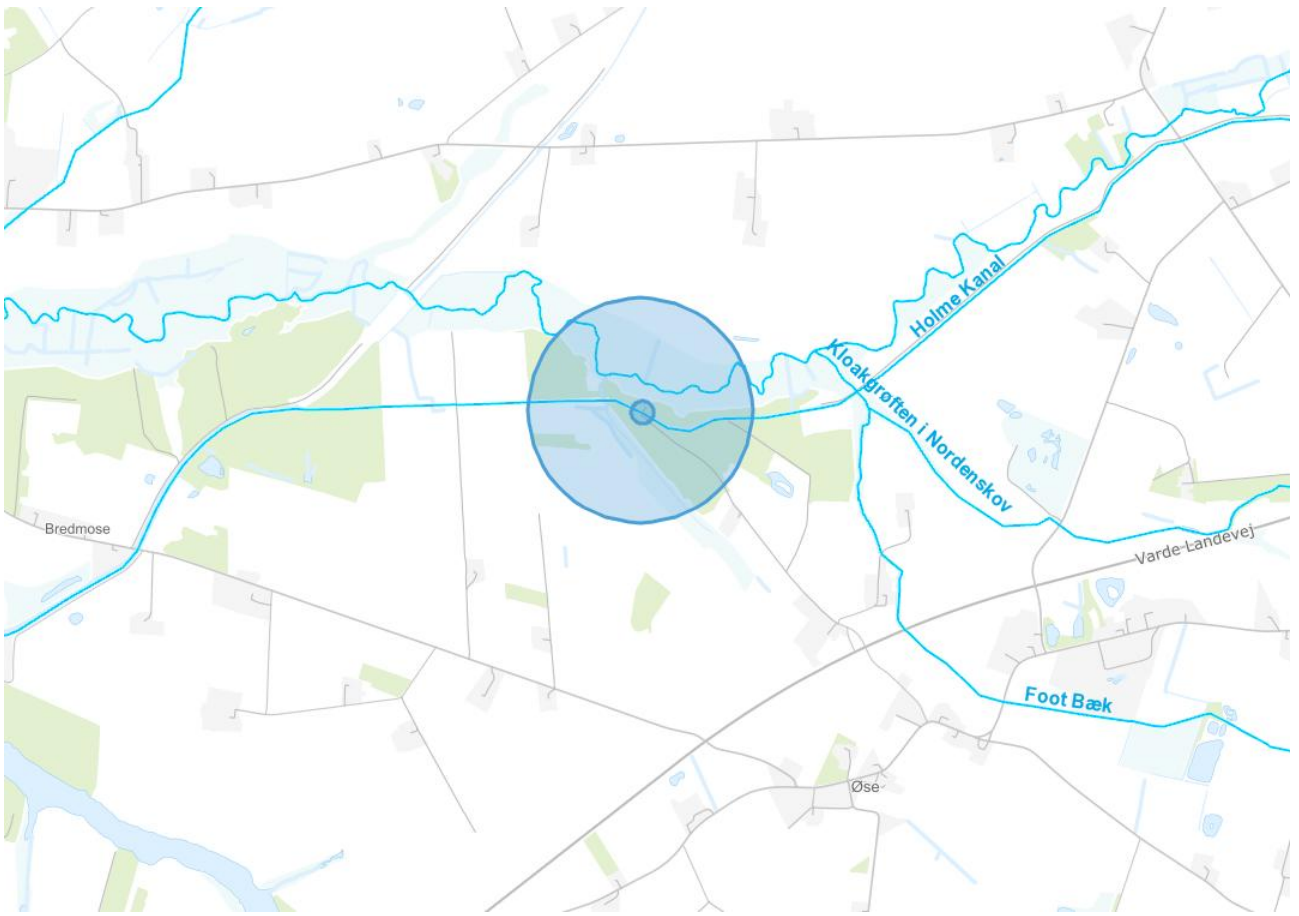 Holme Kanal
Kloakgrøften i Nordenskov
Bredmose
Varde Landevej
Foot Bæk
Øse